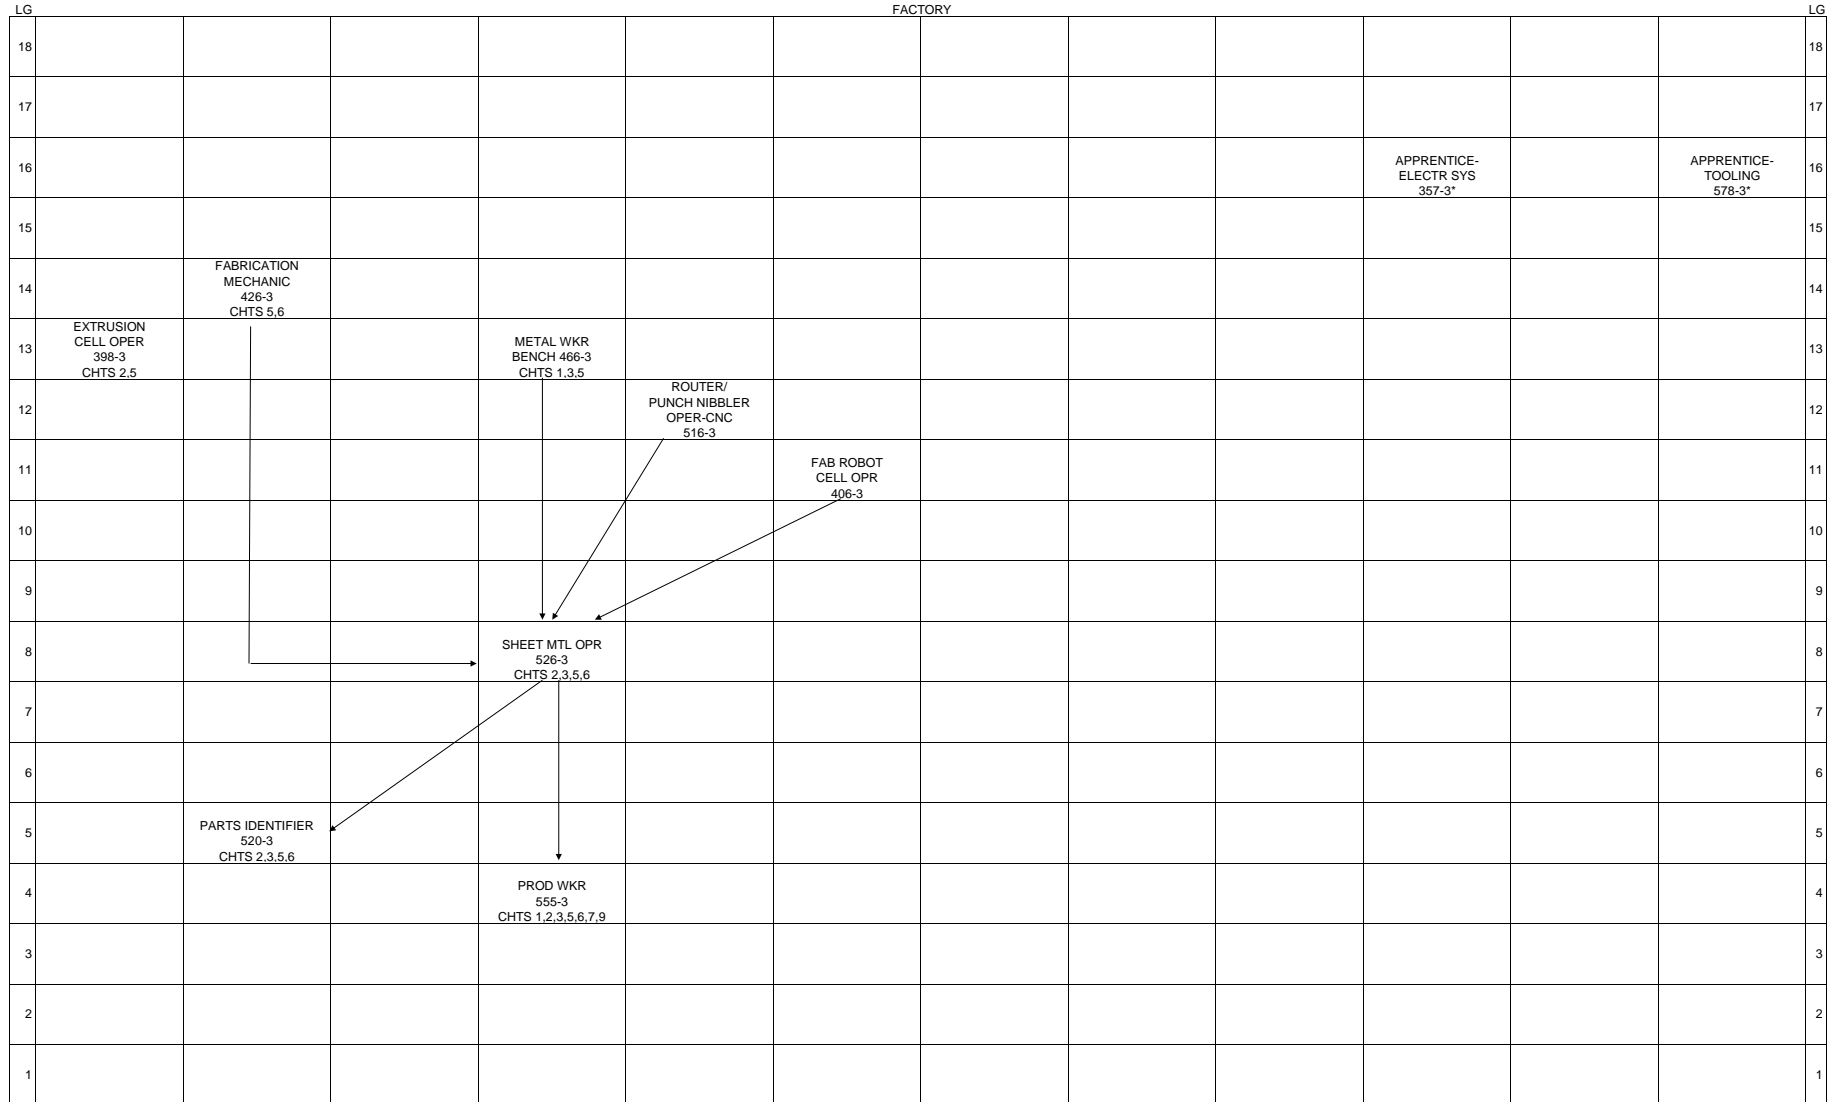 LG FACTORY LG
18 18
17 17
16 16
APPRENTICE-
ELECTR SYS
357-3*
APPRENTICE-
TOOLING
578-3*
15 15
14 14
FABRICATION
MECHANIC
426-3
CHTS 5,6
13 13
EXTRUSION
CELL OPER
398-3
CHTS 2,5
METAL WKR
BENCH 466-3
CHTS 1,3,5
12 12
ROUTER/
PUNCH NIBBLER
OPER-CNC
516-3
11 11
FAB ROBOT
CELL OPR
406-3
10 10
9 9
8 8
SHEET MTL OPR
526-3
CHTS 2,3,5,6
7 7
6 6
5 5
PARTS IDENTIFIER
520-3
CHTS 2,3,5,6
4 4
PROD WKR
555-3
CHTS 1,2,3,5,6,7,9
3 3
2 2
1 1